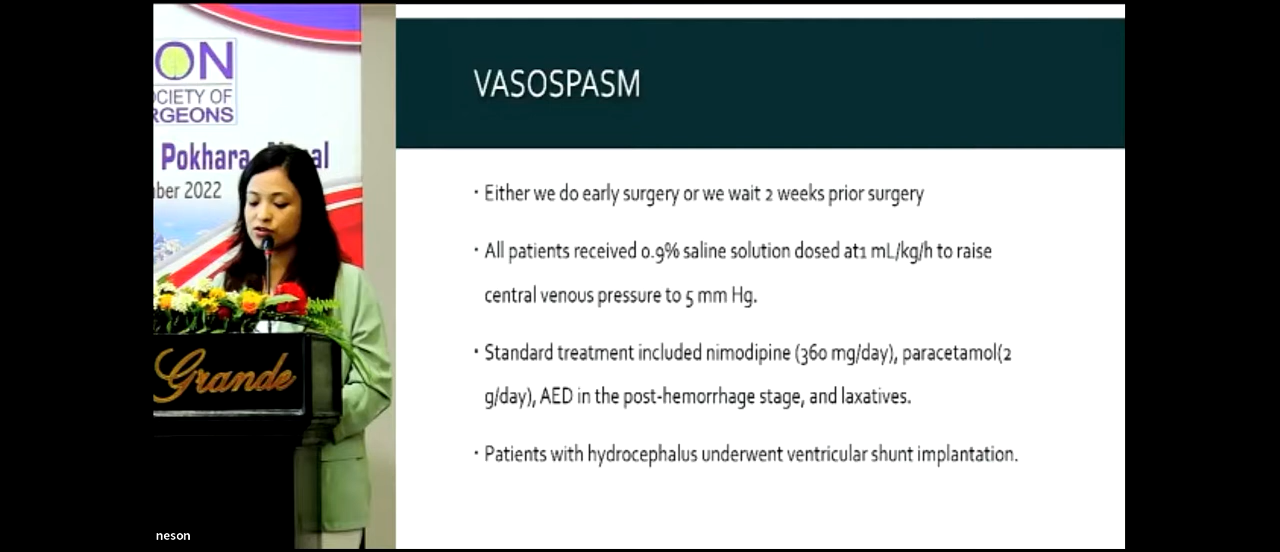 ON
OCIETY OF
RGEONS
Pokhara, al
ber 2022
Grande
neson
VASOSPASM
· Either we do early surgery or we wait 2 weeks prior surgery
· All patients received 0.9% saline solution dosed at1 mL/kg/h to raise
central venous pressure to 5 mm Hg.
· Standard treatment included nimodipine (360 mg/day), paracetamol(2
g/day), AED in the post-hemorrhage stage, and laxatives.
· Patients with hydrocephalus underwent ventricular shunt implantation.